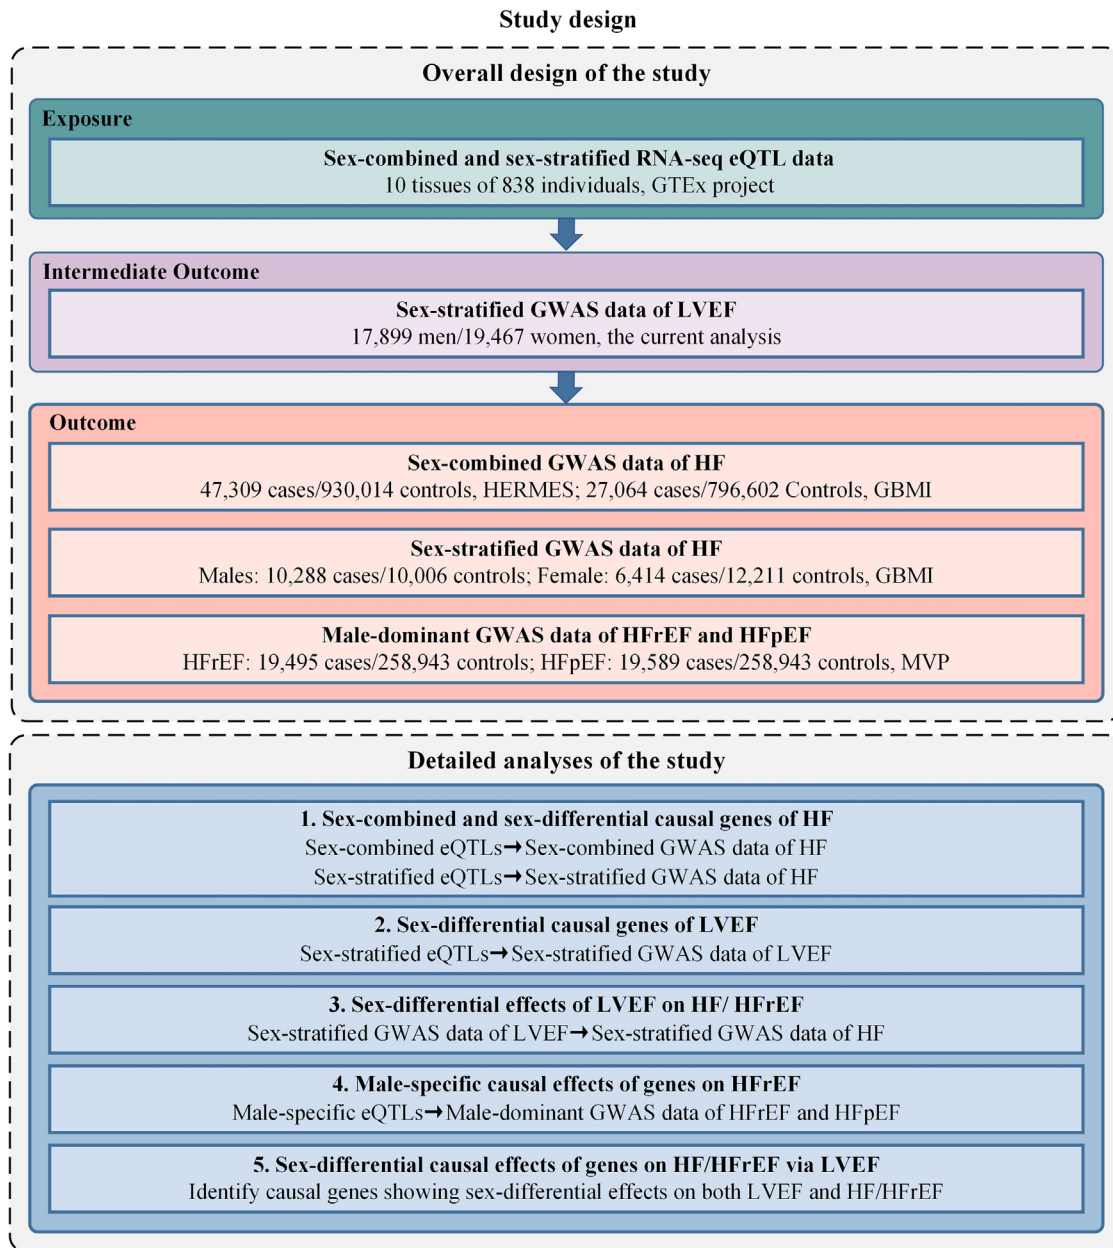 Study design
Overall design of the study
Exposure
Sex-combined and sex-stratified RNA-seq eQTL data
10 tissues of 838 individuals, GTEx project
Intermediate Outcome
Sex-stratified GWAS data of LVEF
17,899 men/19,467 women, the current analysis
Outcome
Sex-combined GWAS data of HF
47,309 cases/930,014 controls, HERMES; 27,064 cases/796,602 Controls, GBMI
Sex-stratified GWAS data of HF
Males: 10,288 cases/10,006 controls; Female: 6,414 cases/12,211 controls, GBMI
Male-dominant GWAS data of HFrEF and HFpEF
HFrEF: 19,495 cases/258,943 controls; HFpEF: 19,589 cases/258,943 controls, MVP
Detailed analyses of the study
1. Sex-combined and sex-differential causal genes of HF
Sex-combined eQTLs→Sex-combined GWAS data of HF
Sex-stratified eQTLs→Sex-stratified GWAS data of HF
2. Sex-differential causal genes of LVEF
Sex-stratified eQTLs→Sex-stratified GWAS data of LVEF
3. Sex-differential effects of LVEF on HF/ HFrEF
Sex-stratified GWAS data of LVEF→Sex-stratified GWAS data of HF
4. Male-specific causal effects of genes on HFrEF
Male-specific eQTLs→Male-dominant GWAS data of HFrEF and HFpEF
5. Sex-differential causal effects of genes on HF/HFrEF via LVEF
Identify causal genes showing sex-differential effects on both LVEF and HF/HFrEF